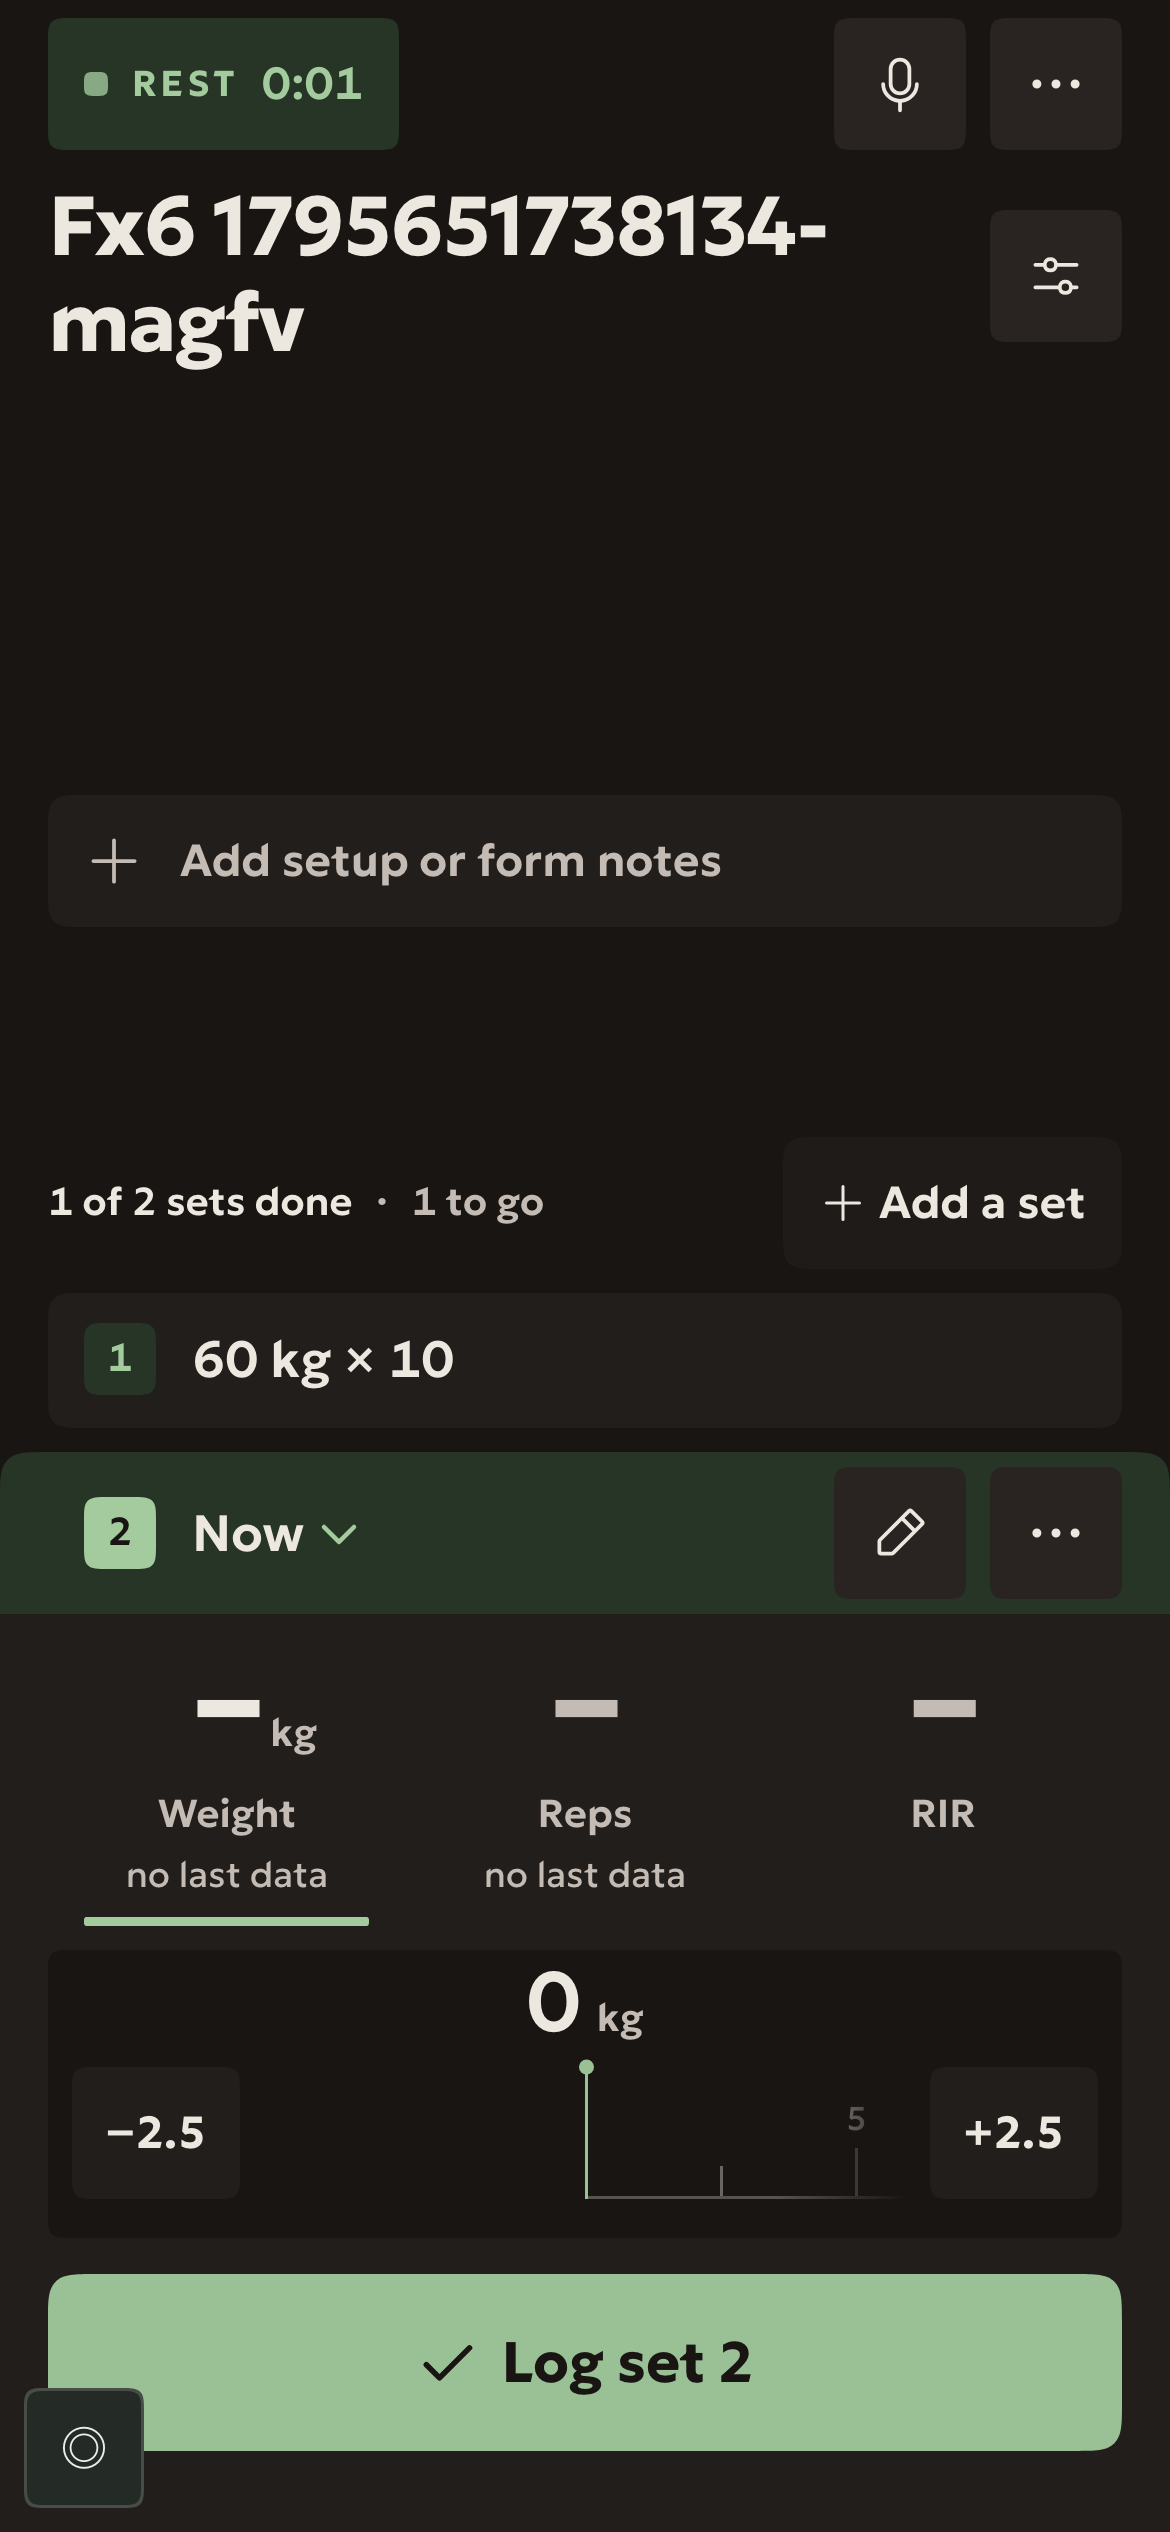 REST 0:01
Fx6 1795651738134-
magfv
Add setup or form notes
1 of 2 sets done · 1 to go
+ Add a set
1 60 kg × 10
2 Now
– kg – –
Weight Reps RIR
no last data no last data
0 kg
−2.5 5 +2.5
Log set 2